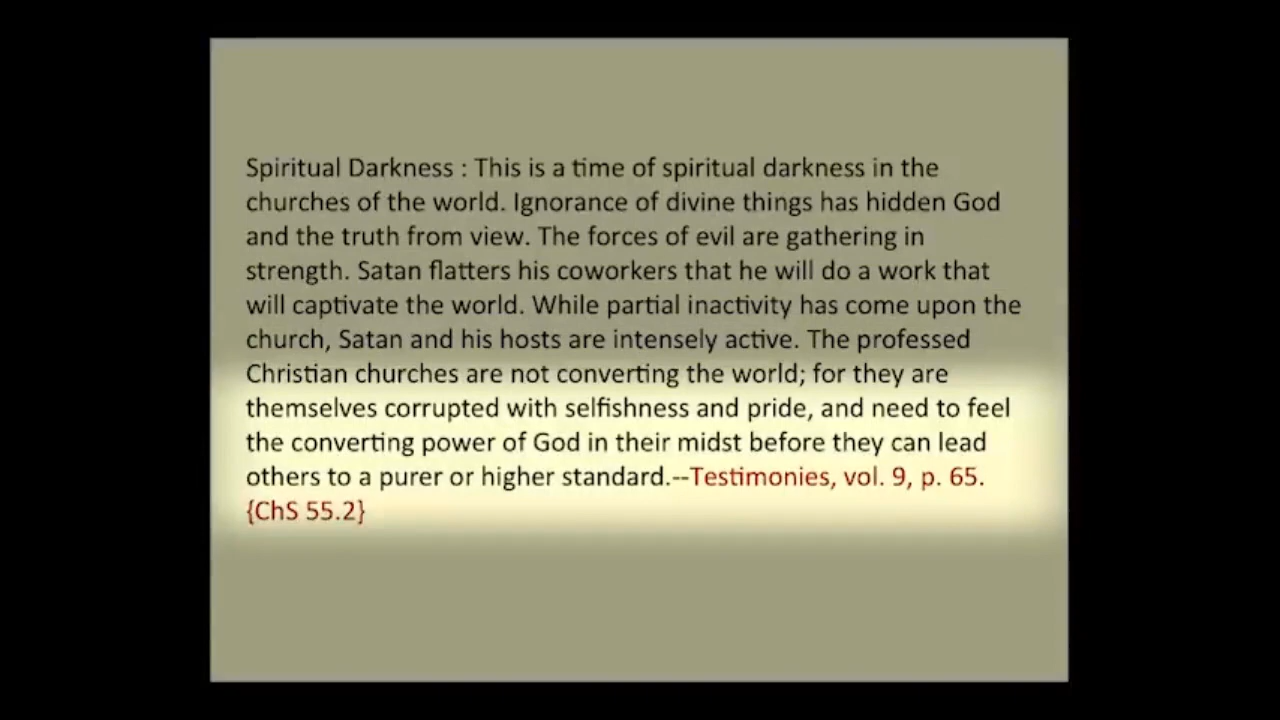 Spiritual Darkness : This is a time of spiritual darkness in the
churches of the world. Ignorance of divine things has hidden God
and the truth from view. The forces of evil are gathering in
strength. Satan flatters his coworkers that he will do a work that
will captivate the world. While partial inactivity has come upon the
church, Satan and his hosts are intensely active. The professed
Christian churches are not converting the world; for they are
themselves corrupted with selfishness and pride, and need to feel
the converting power of God in their midst before they can lead
others to a purer or higher standard.--Testimonies, vol. 9, p. 65.
{ChS 55.2}